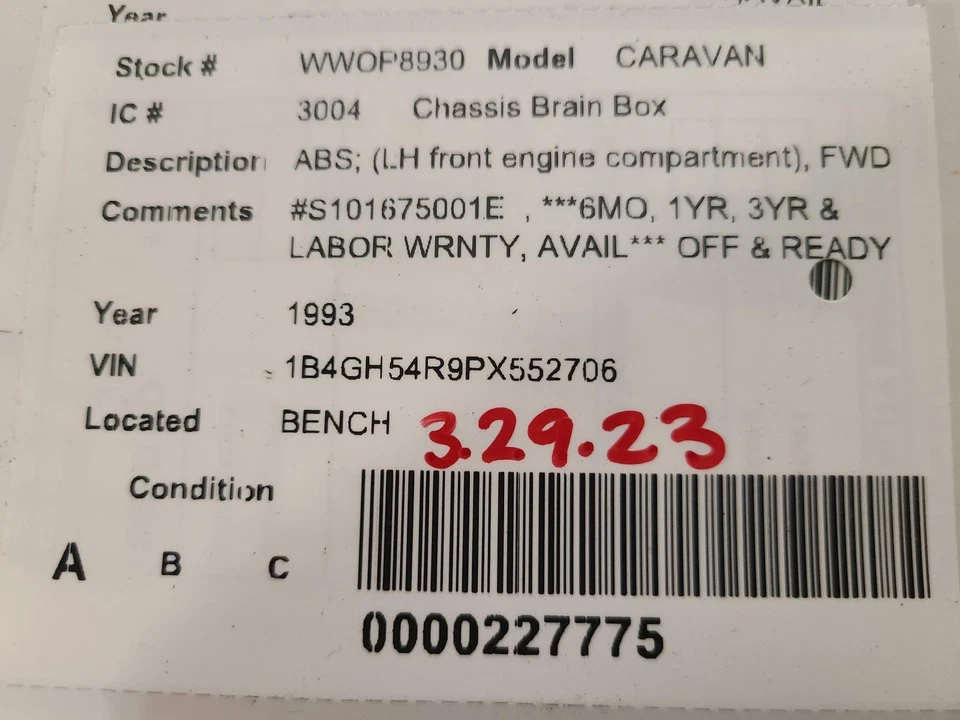 Year
Stock # WWOP8930 Model CARAVAN
IC # 3004 Chassis Brain Box
Description ABS; (LH front engine compartment), FWD
Comments #S101675001E , ***6MO, 1YR, 3YR &
LABOR WRNTY, AVAIL*** OFF & READY
Year 1993
VIN 1B4GH54R9PX552706
Located BENCH 3.29.23
Condition
A B C
0000227775